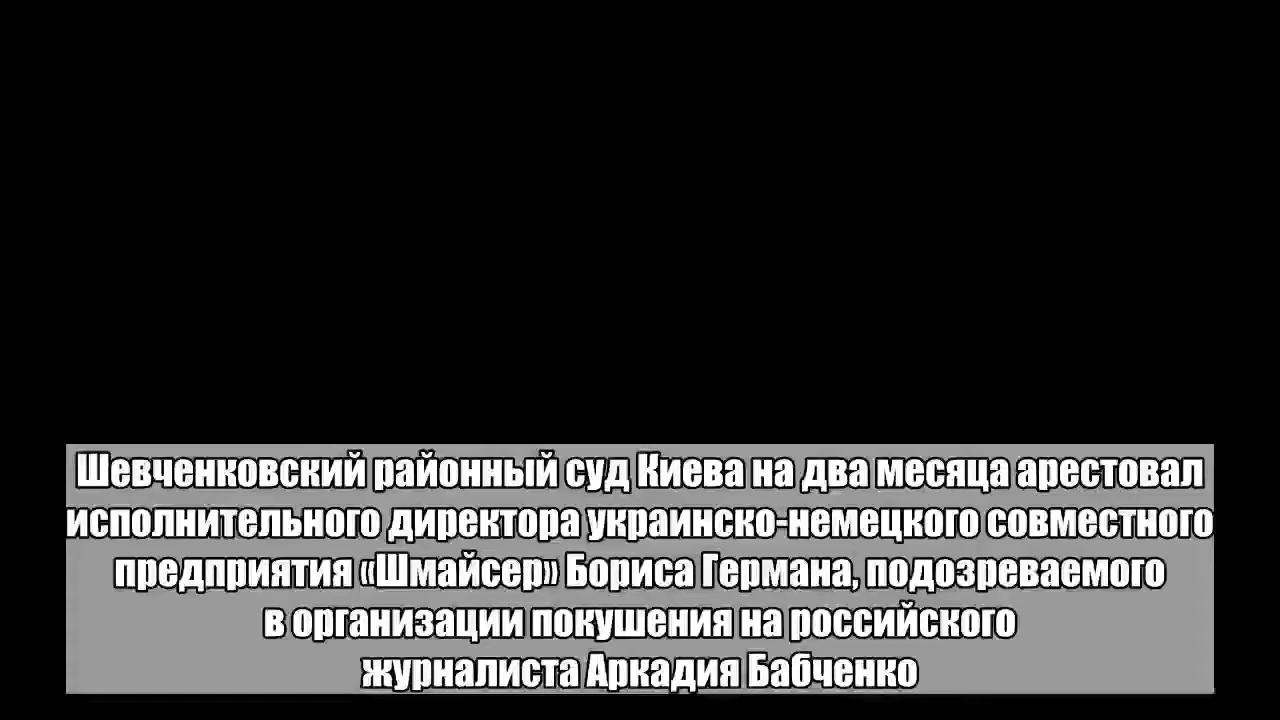 Шевченковский районный суд Киева на два месяца арестовал
исполнительного директора украинско-немецкого совместного
предприятия «Шмайсер» Бориса Германа, подозреваемого
в организации покушения на российского
журналиста Аркадия Бабченко